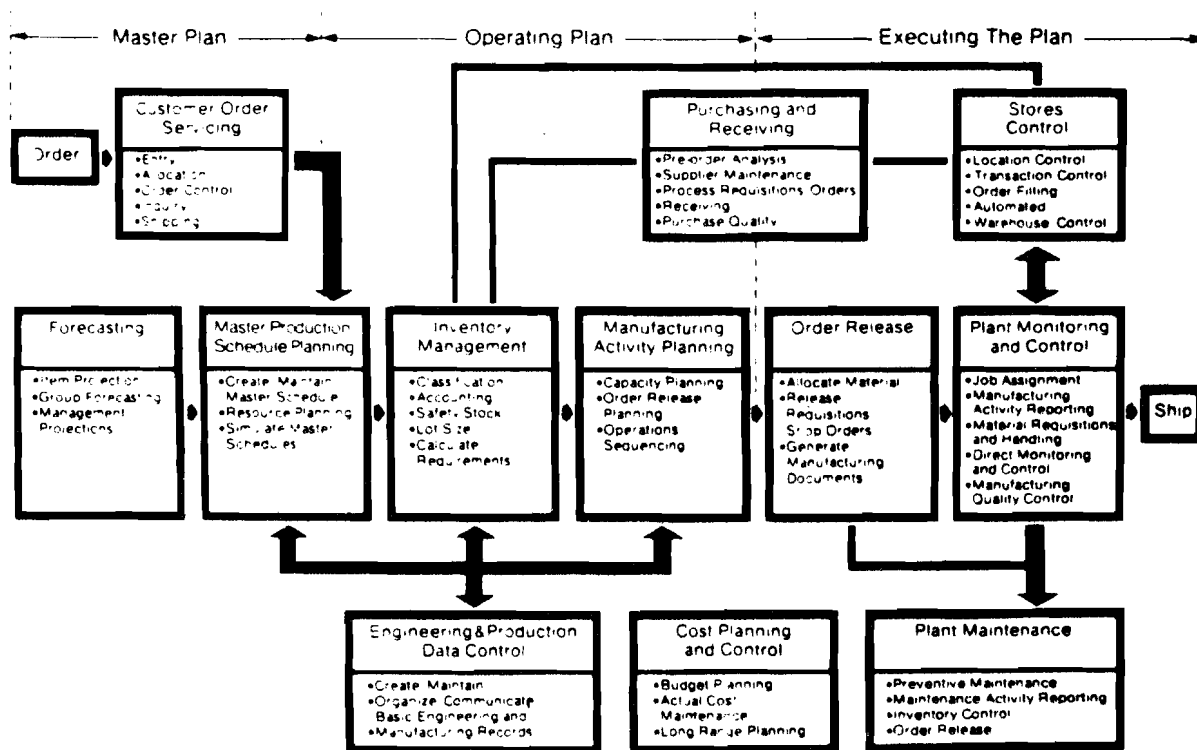 Master Plan
Operating Plan
Executing The Plan
Order
Customer Order
Servicing
•Entry
•Allocation
•Order Control
•Inquiry
•Shipping
Purchasing and
Receiving
•Pre-order Analysis
•Supplier Maintenance
•Process Requisitions Orders
•Receiving
•Purchase Quality
Stores
Control
•Location Control
•Transaction Control
•Order Filling
•Automated
•Warehouse Control
Forecasting
•Item Projection
•Group Forecasting
•Management
Projections
Master Production
Schedule Planning
•Create Maintain
Master Schedule
•Resource Planning
•Simulate Master
Schedules
Inventory
Management
•Classification
•Accounting
•Safety Stock
•Lot Size
•Calculate
Requirements
Manufacturing
Activity Planning
•Capacity Planning
•Order Release
Planning
•Operations
Sequencing
Order Release
•Allocate Material
•Release
Requisitions
Shop Orders
•Generate
Manufacturing
Documents
Plant Monitoring
and Control
•Job Assignment
•Manufacturing
Activity Reporting
•Material Requisitions
and Handling
•Direct Monitoring
and Control
•Manufacturing
Quality Control
Ship
Engineering & Production
Data Control
•Create Maintain
•Organize Communicate
Basic Engineering and
•Manufacturing Records
Cost Planning
and Control
•Budget Planning
•Actual Cost
Maintenance
•Long Range Planning
Plant Maintenance
•Preventive Maintenance
•Maintenance Activity Reporting
•Inventory Control
•Order Release